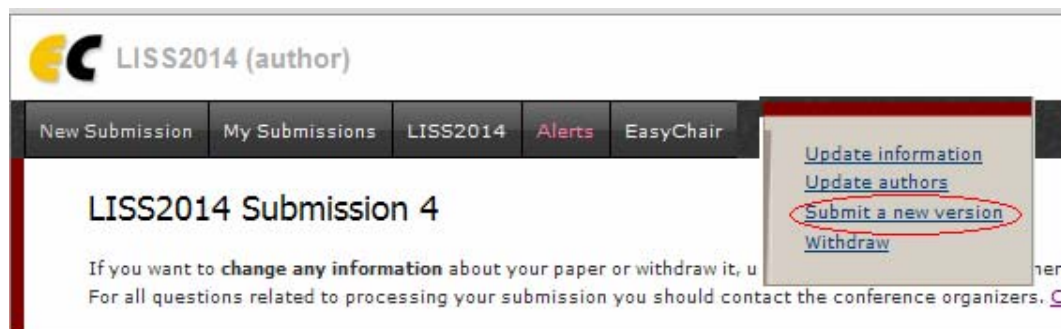 EC LISS2014 (author)
New Submission My Submissions LISS2014 Alerts EasyChair
Update information
Update authors
Submit a new version
Withdraw
LISS2014 Submission 4
If you want to change any information about your paper or withdraw it, u
For all questions related to processing your submission you should contact the conference organizers.